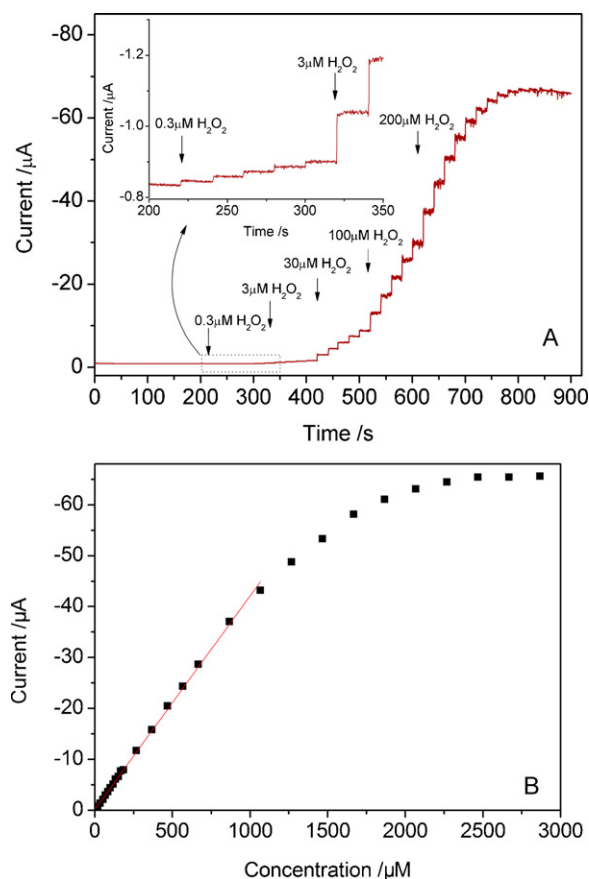 -80
-60
-40
-20
0
Current /μA
0 100 200 300 400 500 600 700 800 900
Time /s
A
-1.2
-1.0
-0.8
Current /μA
200 250 300 350
Time /s
0.3μM H₂O₂
3μM H₂O₂
200μM H₂O₂
100μM H₂O₂
30μM H₂O₂
3μM H₂O₂
0.3μM H₂O₂
-60
-50
-40
-30
-20
-10
0
Current /μA
0 500 1000 1500 2000 2500 3000
Concentration /μM
B